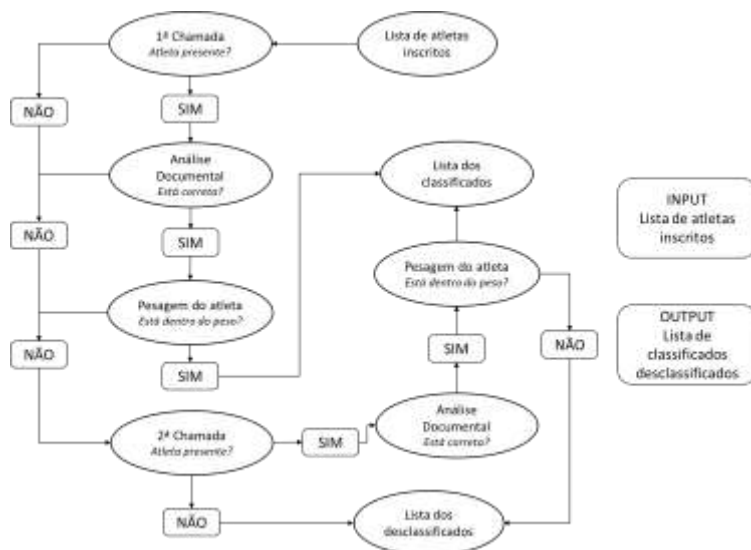 1ª Chamada
Atleta presente?
Lista de atletas
inscritos
NÃO
SIM
Análise
Documental
Está correta?
Lista dos
classificados
INPUT
Lista de atletas
inscritos
NÃO
SIM
Pesagem do atleta
Está dentro do peso?
Pesagem do atleta
Está dentro do peso?
OUTPUT
Lista de
classificados
desclassificados
NÃO
SIM
SIM
NÃO
2ª Chamada
Atleta presente?
SIM
Análise
Documental
Está correta?
NÃO
Lista dos
desclassificados